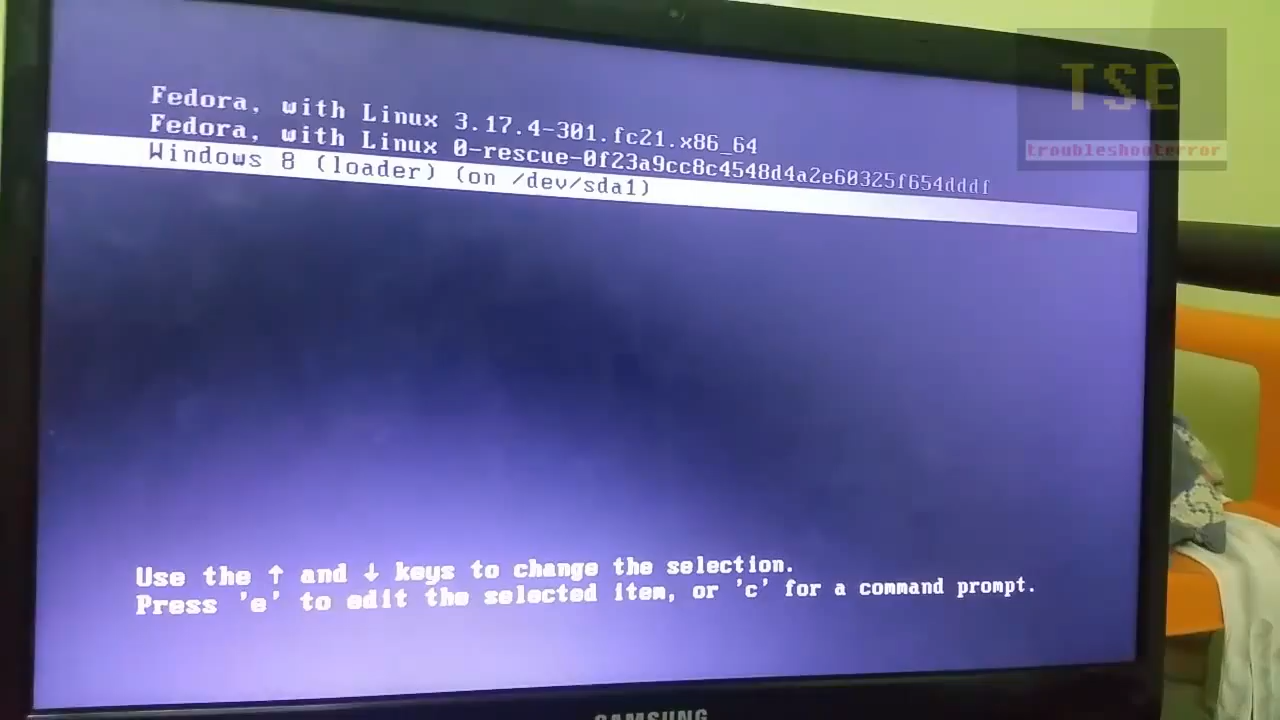 TSE
troubleshooterror
Fedora, with Linux 3.17.4-301.fc21.x86_64
Fedora, with Linux 0-rescue-0f23a9cc8c4548d4a2e60325f654dddf
Windows 8 (loader) (on /dev/sda1)
Use the ↑ and ↓ keys to change the selection.
Press 'e' to edit the selected item, or 'c' for a command prompt.
SAMSUNG